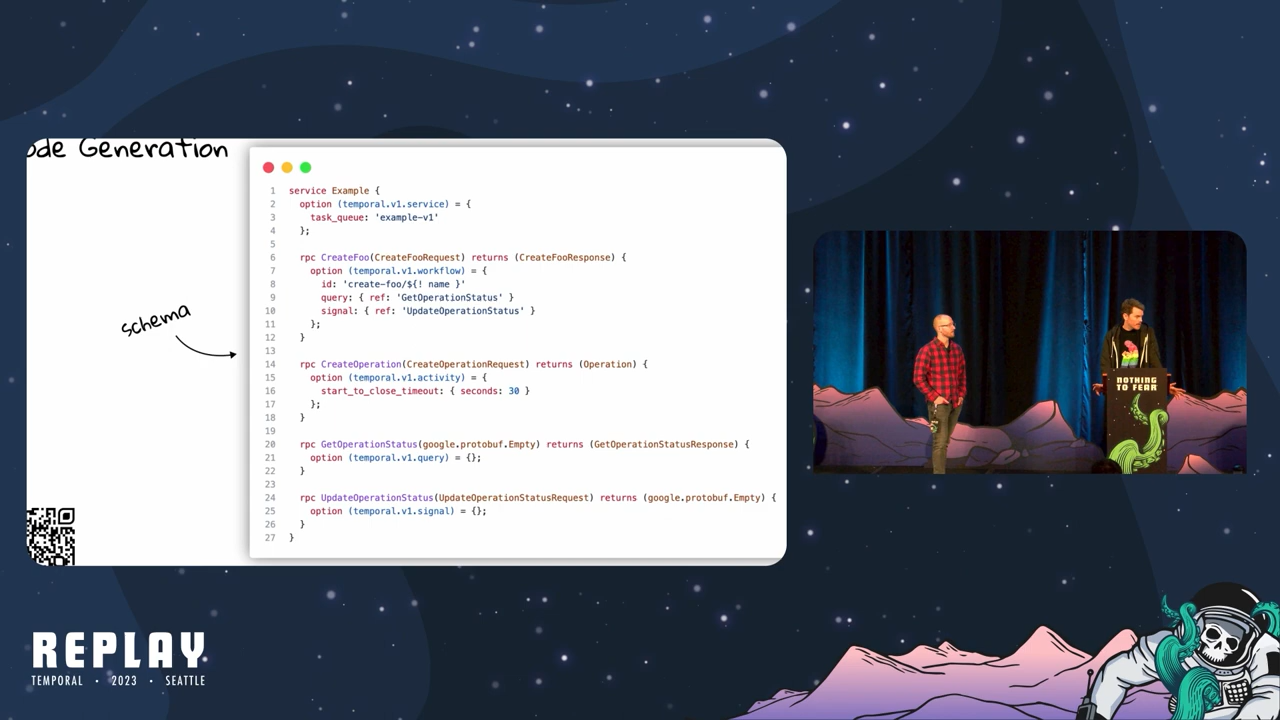 ode Generation
schema
1 service Example {
2 option (temporal.v1.service) = {
3 task_queue: 'example-v1'
4 };
5
6 rpc CreateFoo(CreateFooRequest) returns (CreateFooResponse) {
7 option (temporal.v1.workflow) = {
8 id: 'create-foo/${! name }'
9 query: { ref: 'GetOperationStatus' }
10 signal: { ref: 'UpdateOperationStatus' }
11 };
12 }
13
14 rpc CreateOperation(CreateOperationRequest) returns (Operation) {
15 option (temporal.v1.activity) = {
16 start_to_close_timeout: { seconds: 30 }
17 };
18 }
19
20 rpc GetOperationStatus(google.protobuf.Empty) returns (GetOperationStatusResponse) {
21 option (temporal.v1.query) = {};
22 }
23
24 rpc UpdateOperationStatus(UpdateOperationStatusRequest) returns (google.protobuf.Empty) {
25 option (temporal.v1.signal) = {};
26 }
27 }
NOTHING
TO FEAR
REPLAY
TEMPORAL • 2023 • SEATTLE